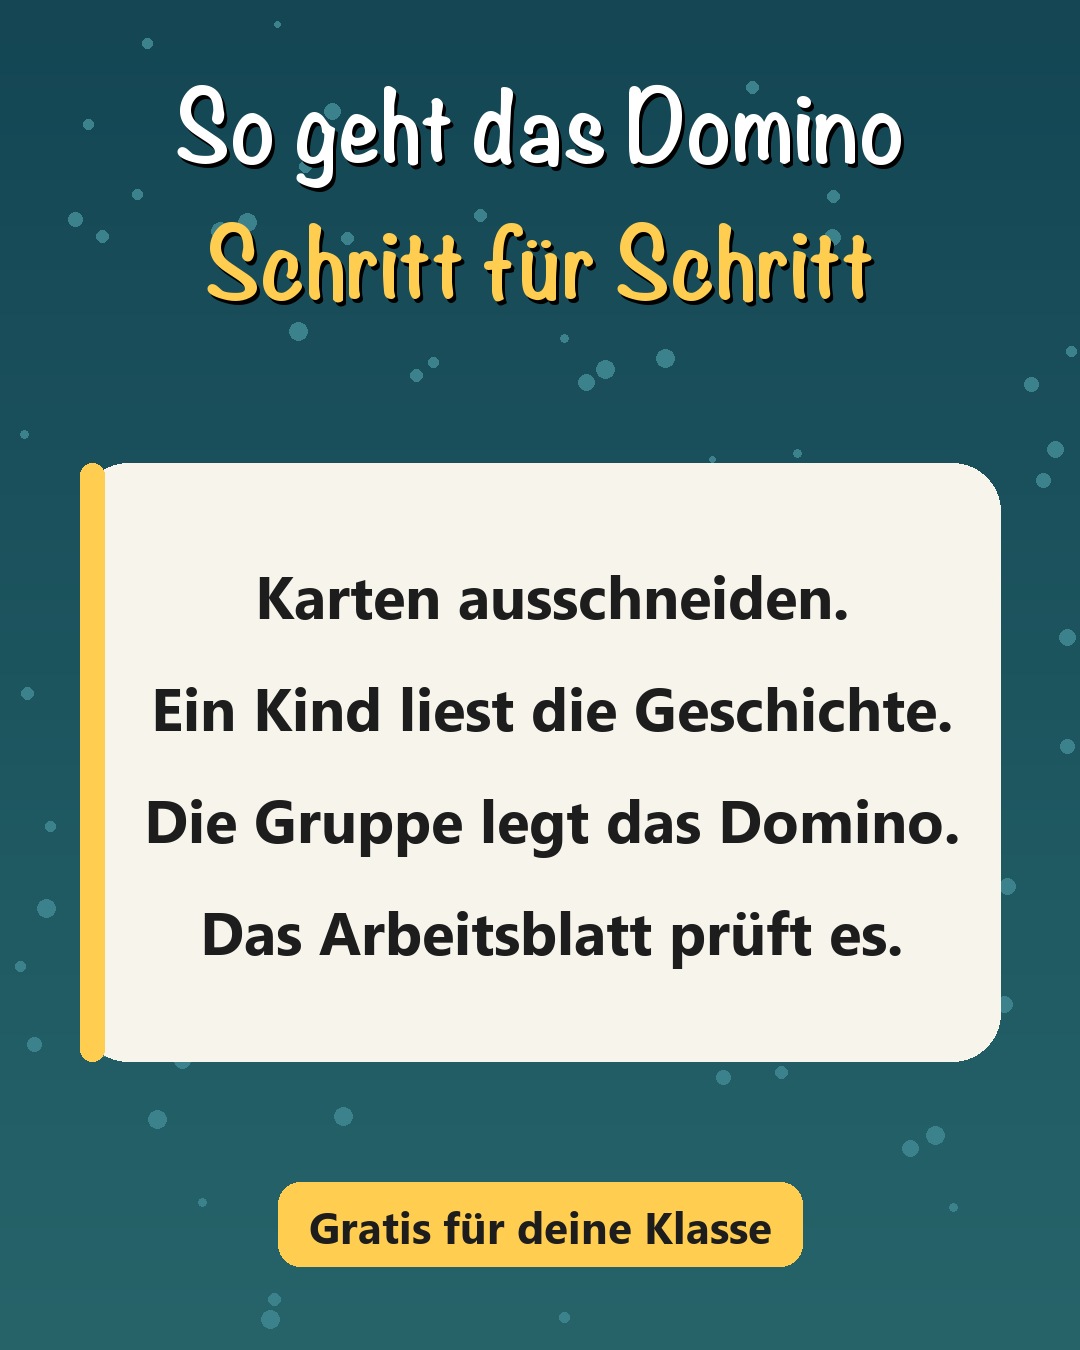 So geht das Domino
Schritt für Schritt
Karten ausschneiden.
Ein Kind liest die Geschichte.
Die Gruppe legt das Domino.
Das Arbeitsblatt prüft es.
Gratis für deine Klasse